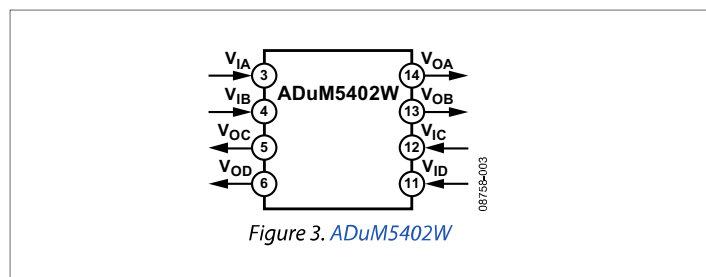 VIA 3 14 VOA
ADuM5402W
VIB 4 13 VOB
VOC 5 12 VIC
VOD 6 11 VID
08758-003
Figure 3. ADuM5402W